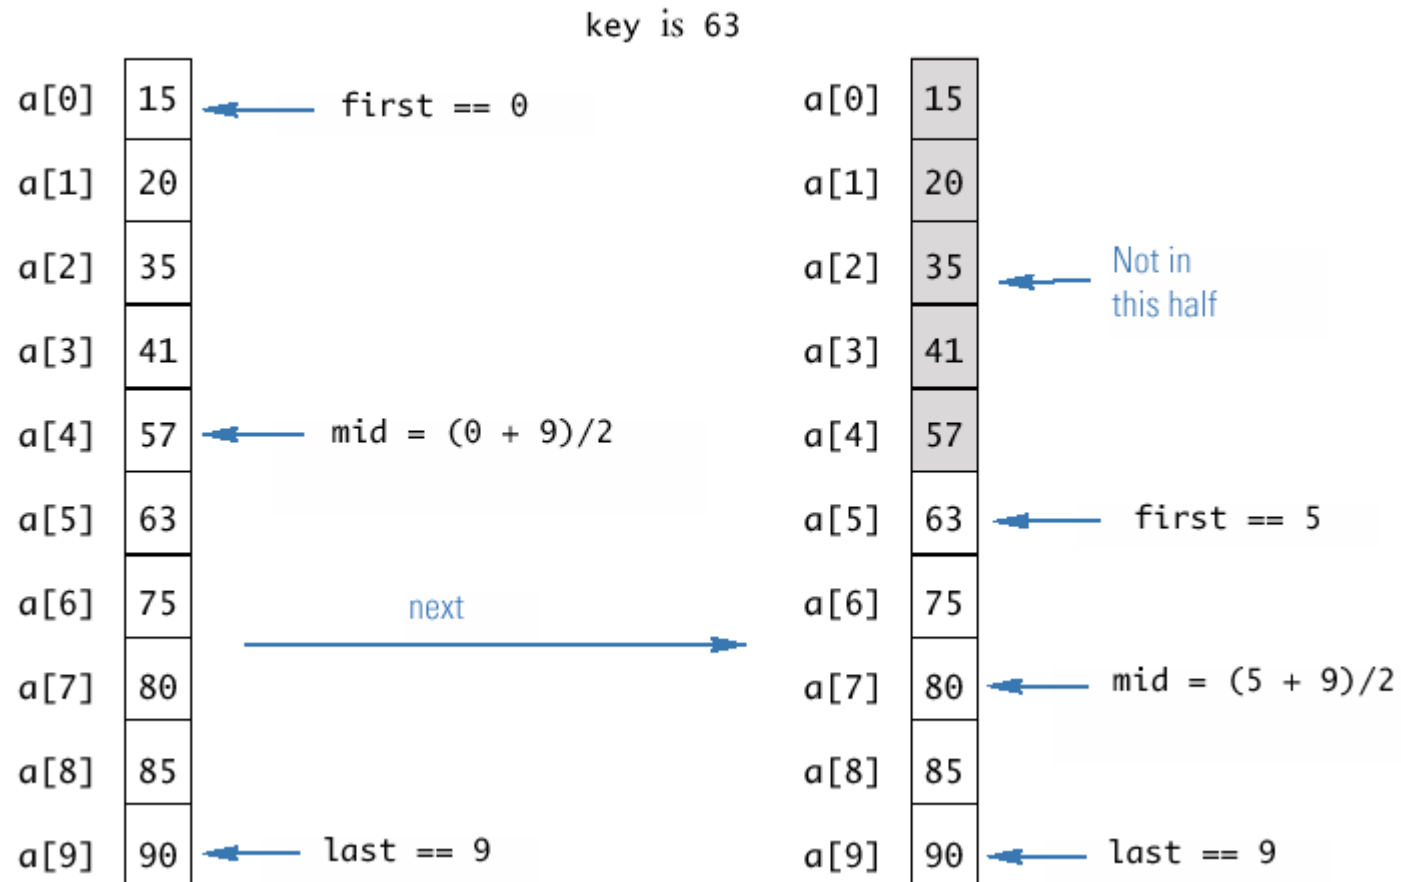 key is 63
a[0] 15 first == 0
a[1] 20
a[2] 35
a[3] 41
a[4] 57 mid = (0 + 9)/2
a[5] 63
a[6] 75
a[7] 80
a[8] 85
a[9] 90 last == 9
next
a[0] 15
a[1] 20
a[2] 35
Not in
this half
a[3] 41
a[4] 57
a[5] 63 first == 5
a[6] 75
a[7] 80 mid = (5 + 9)/2
a[8] 85
a[9] 90 last == 9